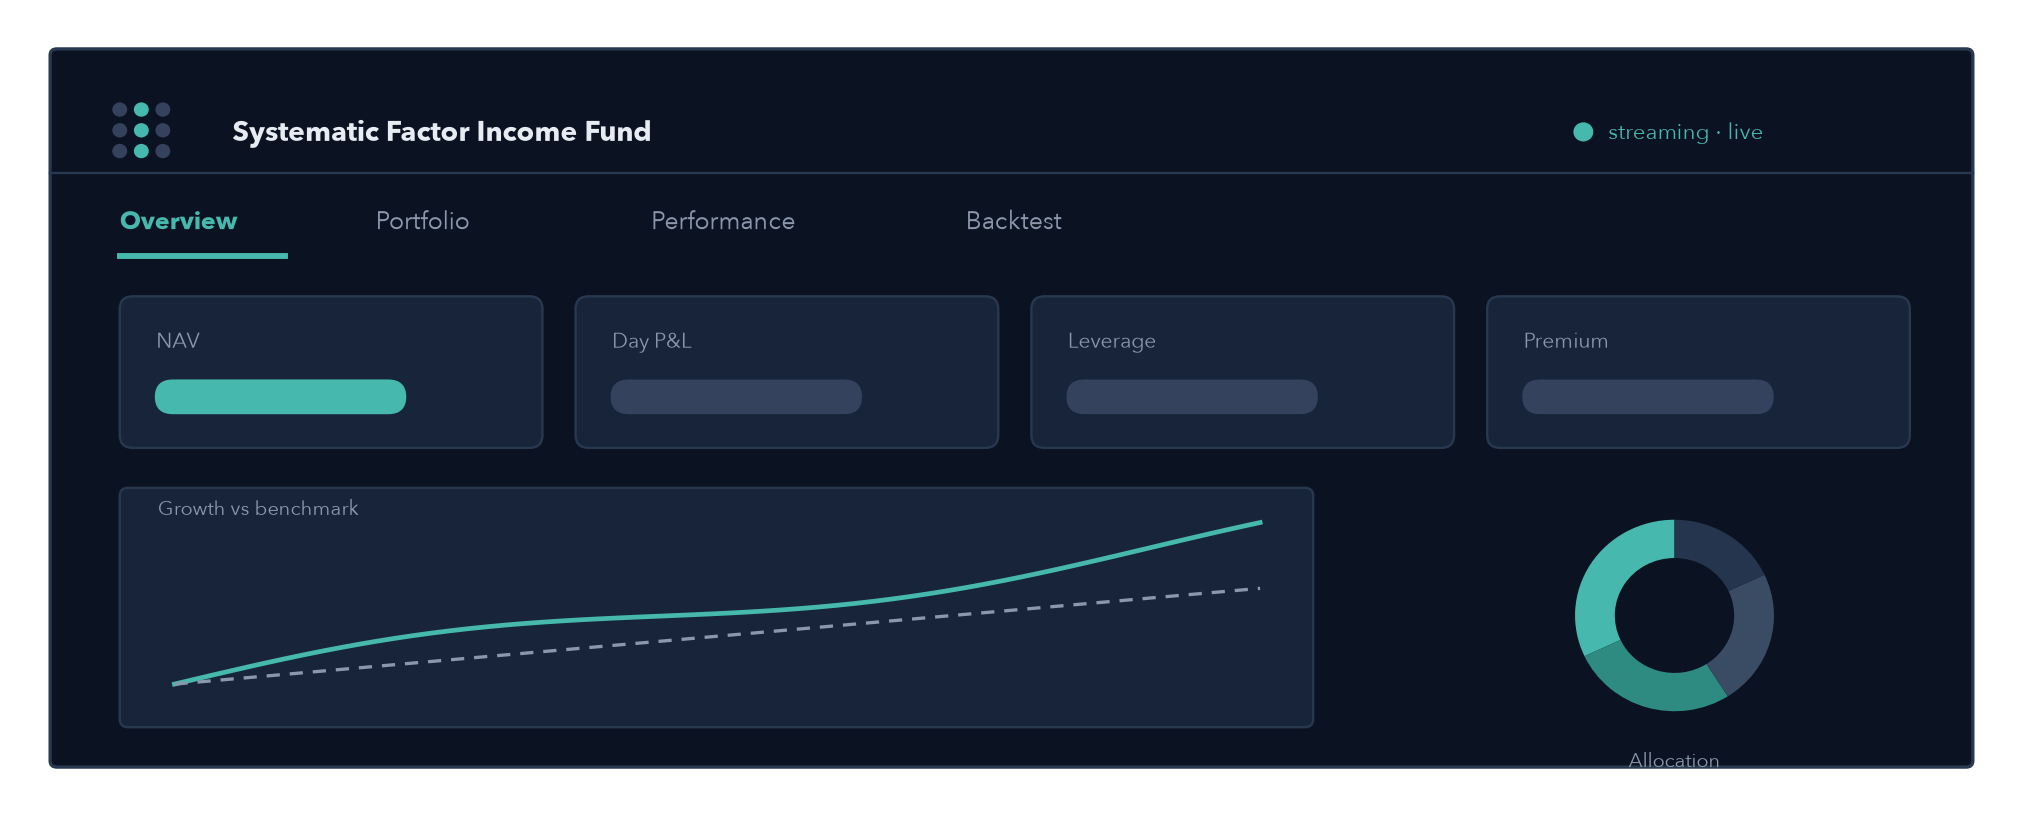 Systematic Factor Income Fund
streaming · live
Overview
Portfolio
Performance
Backtest
NAV
Day P&L
Leverage
Premium
Growth vs benchmark
Allocation